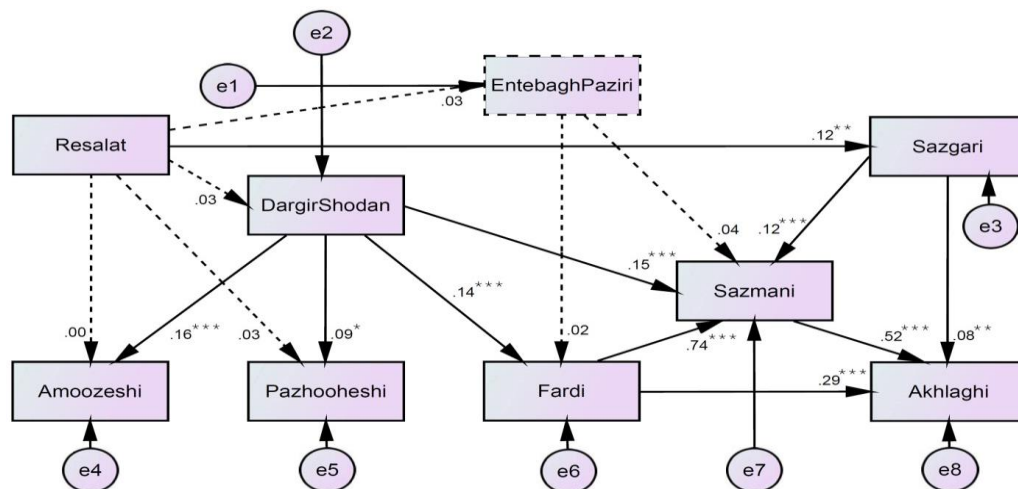 e2
e1
EntebaghPaziri
.03
Resalat
.12**
Sazgari
.03
DargirShodan
e3
.04
.12***
.15***
Sazmani
.14***
.00
.16***
.03
.09*
.02
.74***
.52***
.08**
Amoozeshi
Pazhooheshi
Fardi
.29***
Akhlaghi
e4
e5
e6
e7
e8